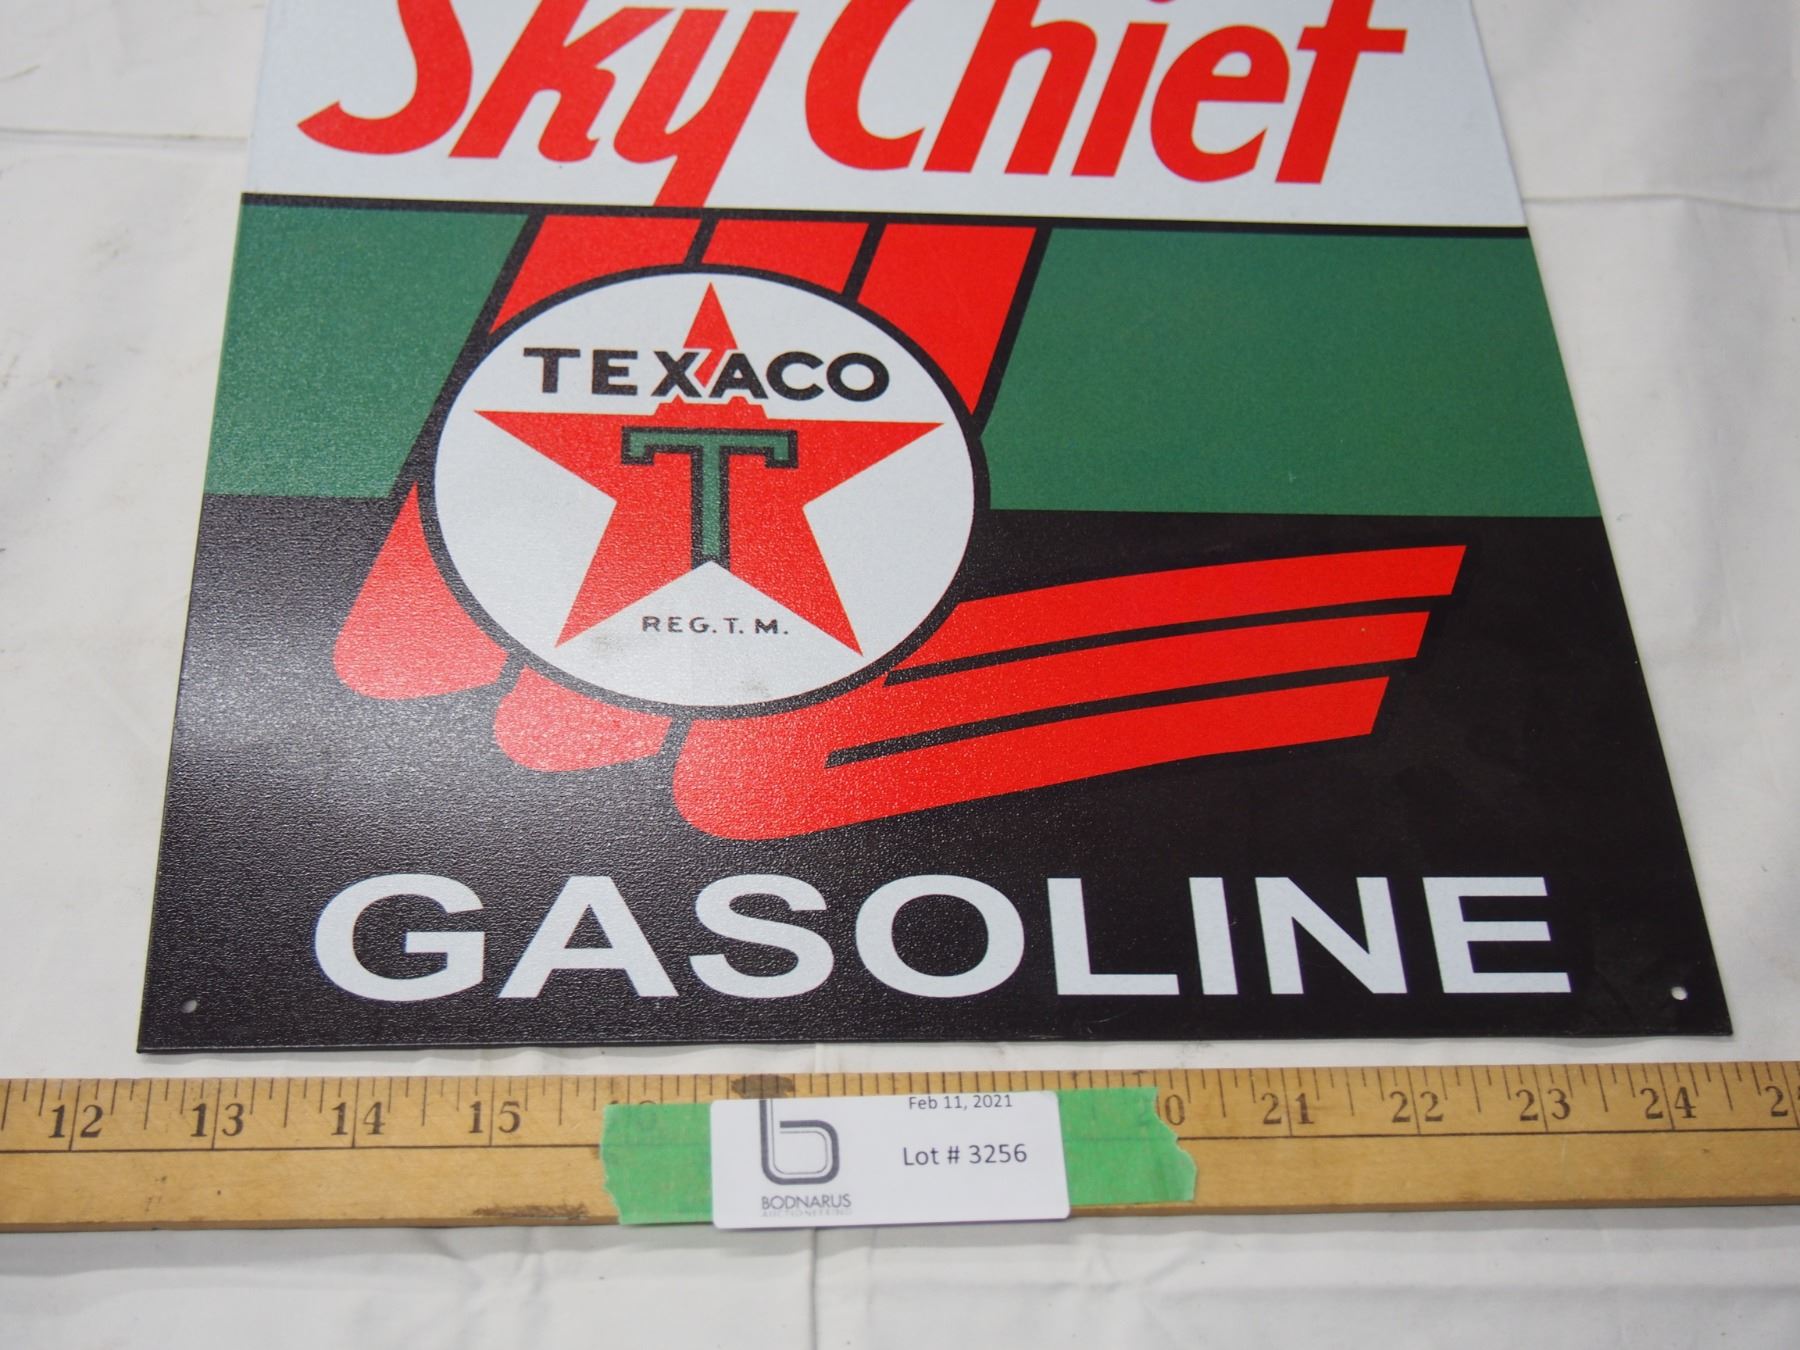 Sky Chief
TEXACO
T
REG. T. M.
GASOLINE
12 13 14 15 20 21 22 23 24
Feb 11, 2021
Lot # 3256
b
BODNARUS
AUCTIONEERING